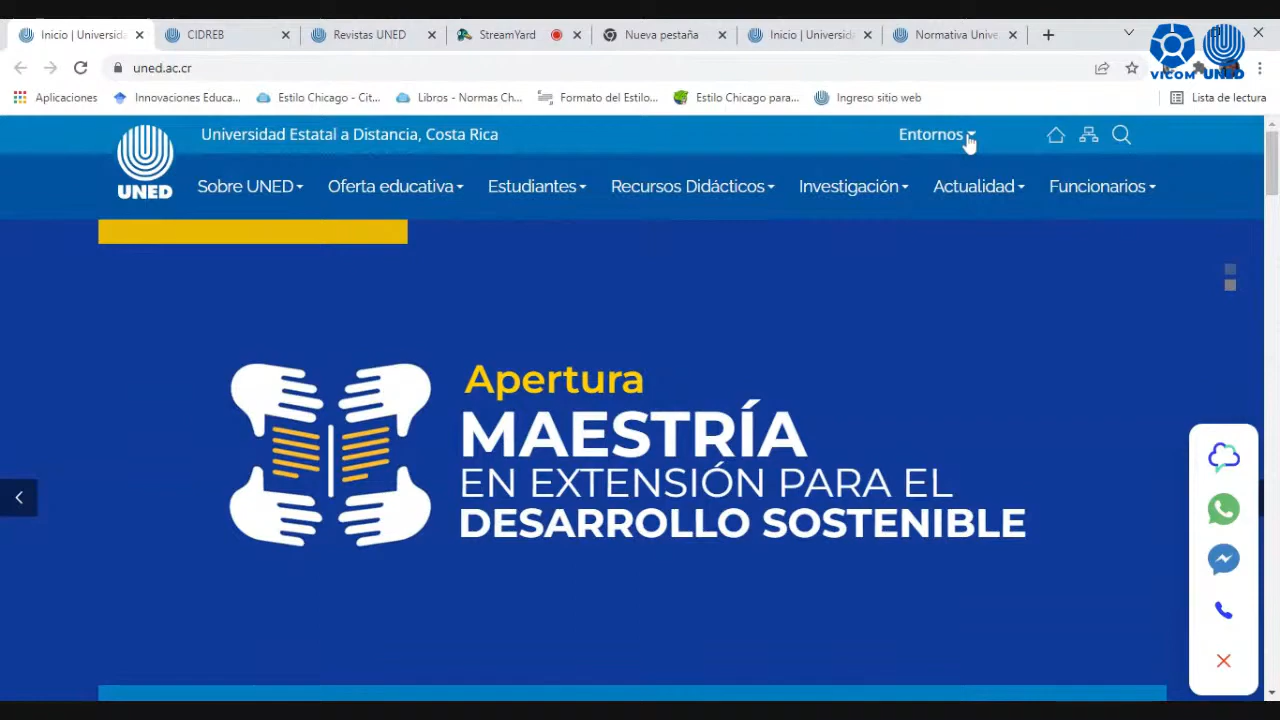 Inicio | Universida
CIDREB
Revistas UNED
StreamYard
Nueva pestaña
Inicio | Universida
Normativa Unive
VICOM UNED
uned.ac.cr
Aplicaciones
Innovaciones Educa...
Estilo Chicago - Cit...
Libros - Normas Ch...
Formato del Estilo...
Estilo Chicago para...
Ingreso sitio web
Lista de lectura
UNED
Universidad Estatal a Distancia, Costa Rica
Entornos
Sobre UNED
Oferta educativa
Estudiantes
Recursos Didácticos
Investigación
Actualidad
Funcionarios
Apertura
MAESTRÍA
EN EXTENSIÓN PARA EL
DESARROLLO SOSTENIBLE